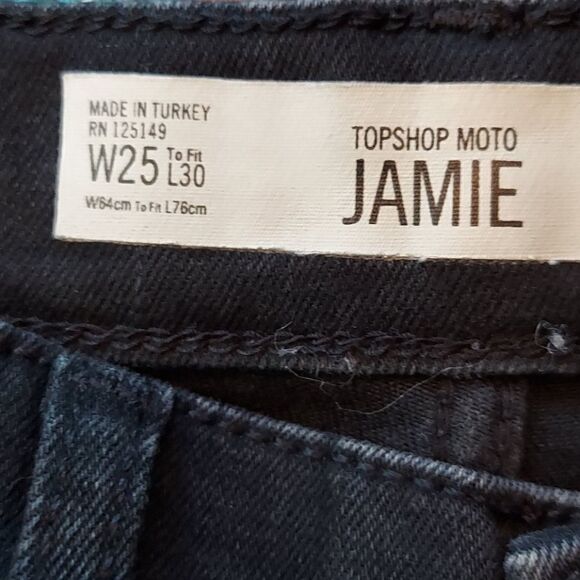 MADE IN TURKEY
RN 125149
W25 To Fit L30
W64cm To Fit L76cm
TOPSHOP MOTO
JAMIE